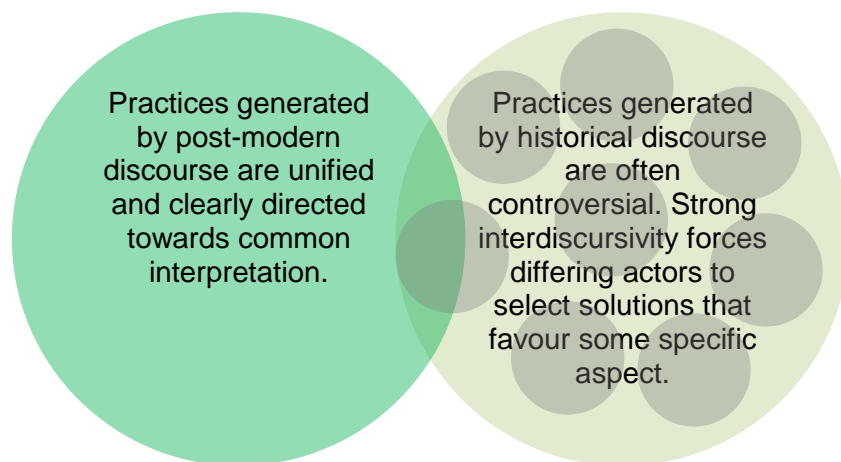 Practices generated
by post-modern
discourse are unified
and clearly directed
towards common
interpretation.
Practices generated
by historical discourse
are often
controversial. Strong
interdiscursivity forces
differing actors to
select solutions that
favour some specific
aspect.